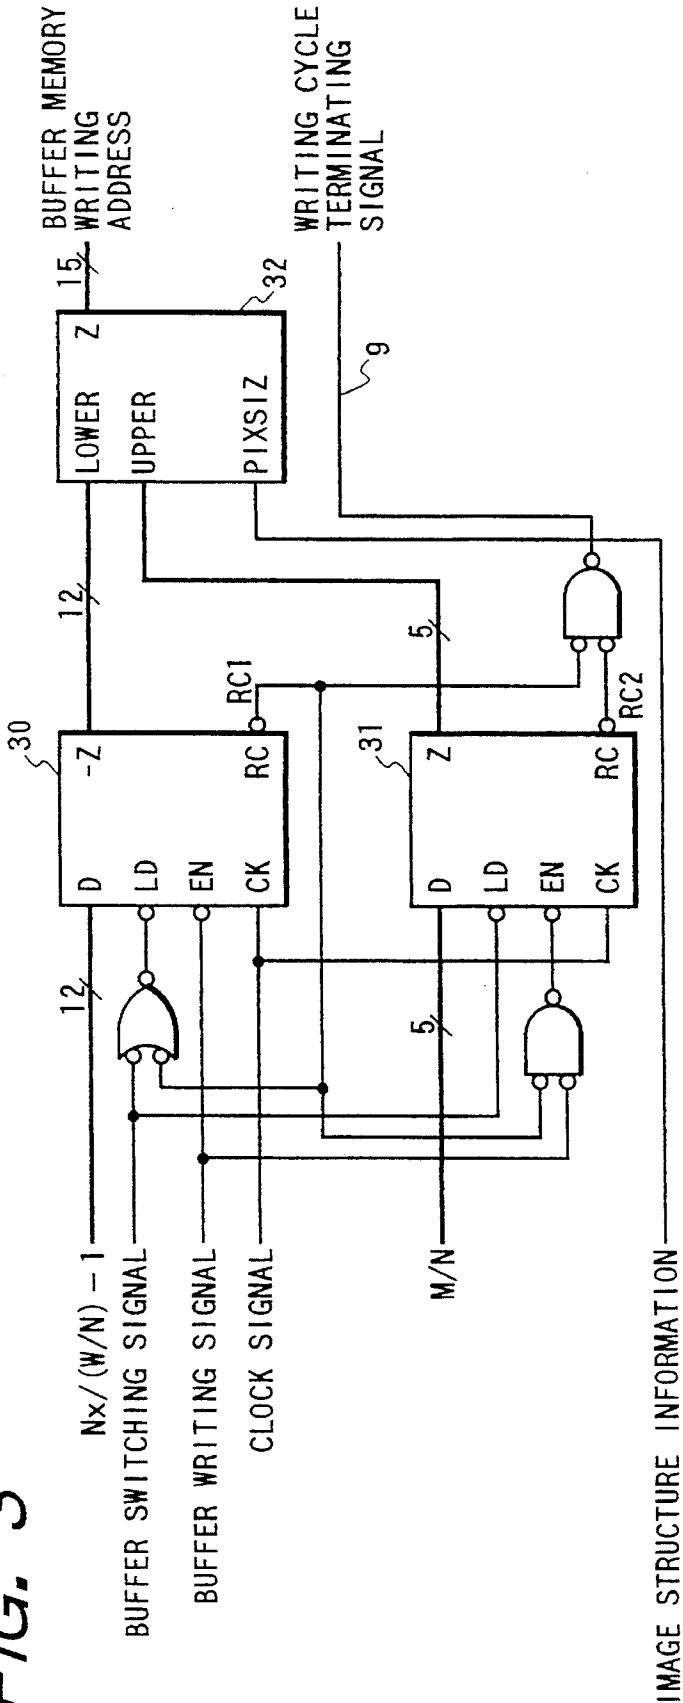 FIG. 3
BUFFER MEMORY
WRITING
ADDRESS
WRITING CYCLE
TERMINATING
SIGNAL
15
32
9
LOWER
Z
UPPER
PIXSIZ
12
5
RC1
RC2
30
-Z
RC
D
LD
EN
CK
31
Z
RC
D
LD
EN
CK
12
5
Nx/(W/N)-1
BUFFER SWITCHING SIGNAL
BUFFER WRITING SIGNAL
CLOCK SIGNAL
M/N
IMAGE STRUCTURE INFORMATION